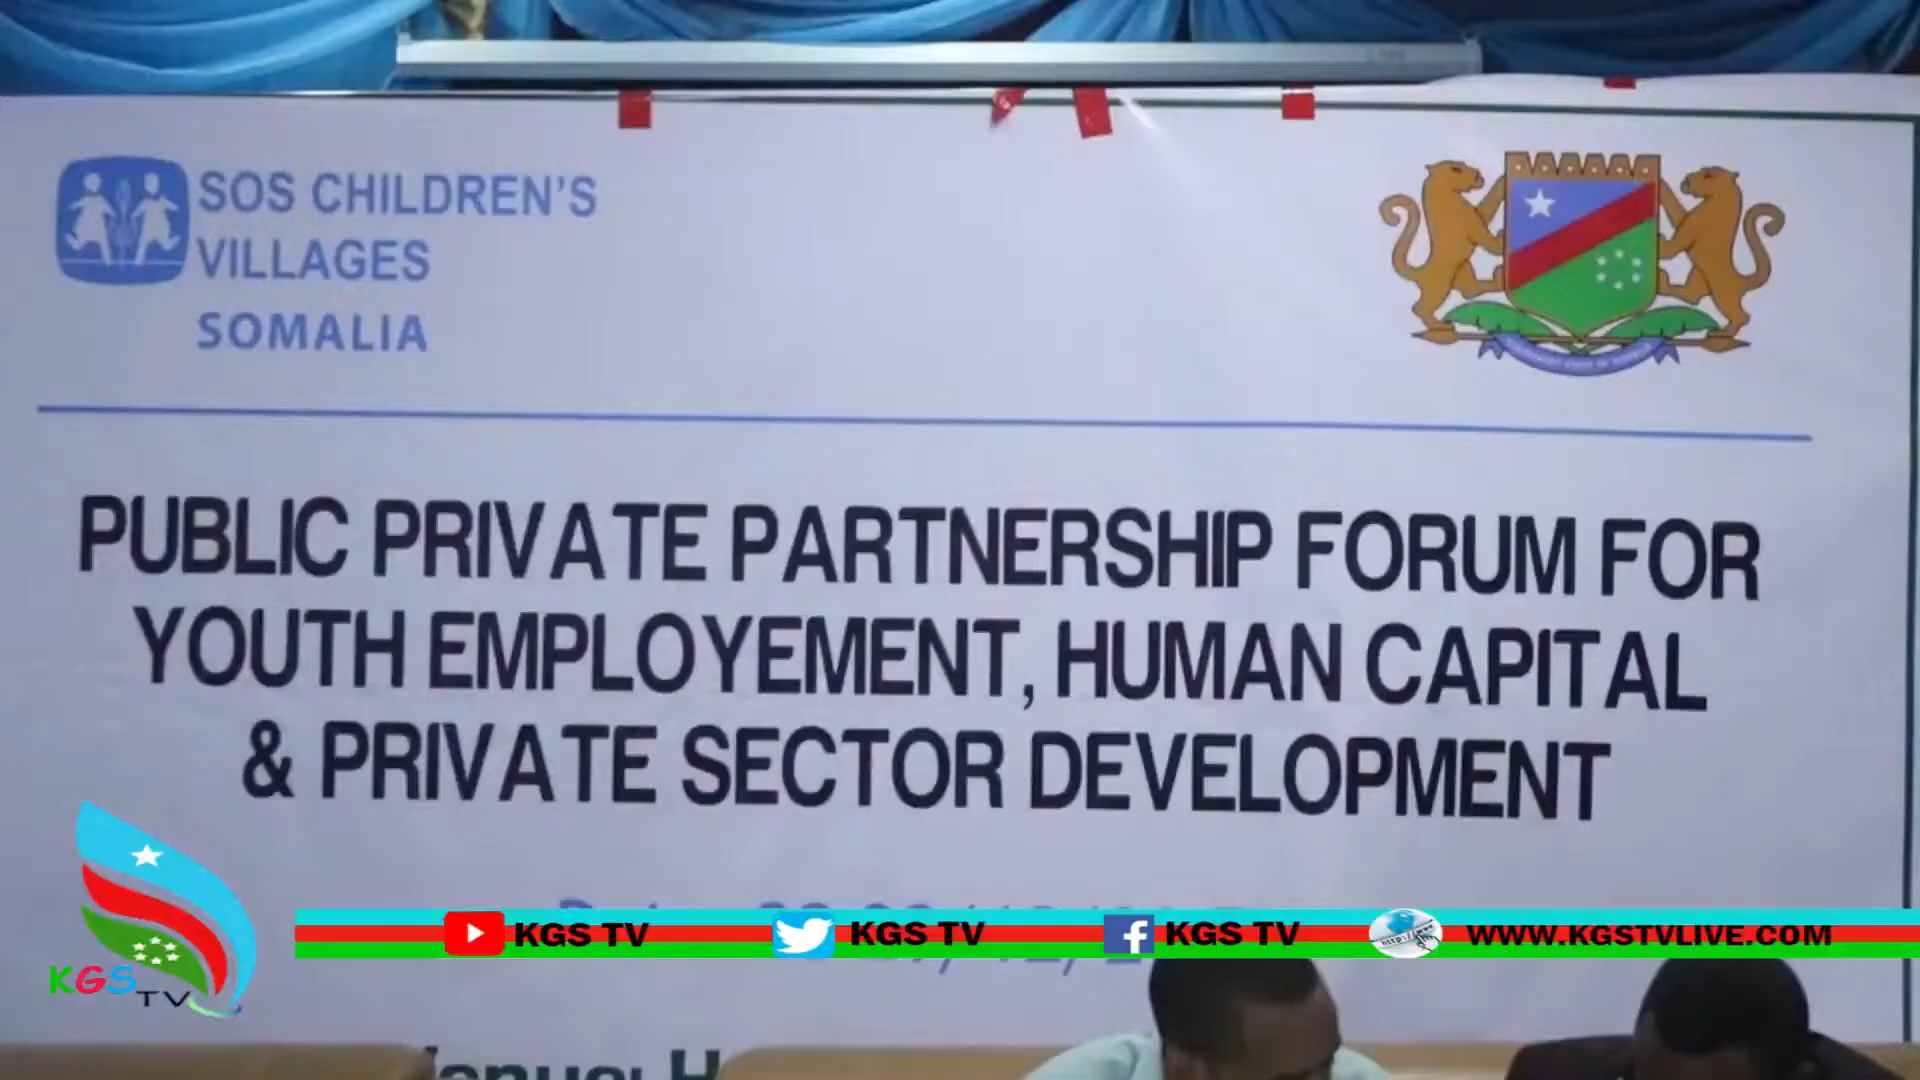 SOS CHILDREN'S
VILLAGES
SOMALIA
PUBLIC PRIVATE PARTNERSHIP FORUM FOR
YOUTH EMPLOYEMENT, HUMAN CAPITAL
& PRIVATE SECTOR DEVELOPMENT
KGS TV
KGS TV
KGS TV
WWW.KGSTVLIVE.COM
KGS
TV